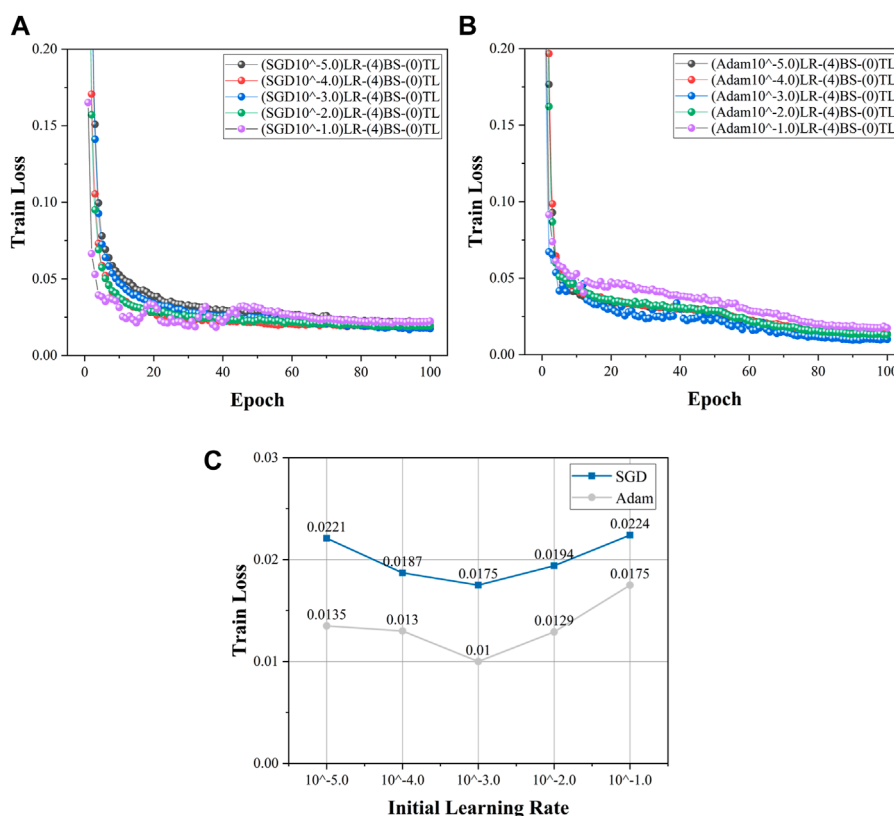 A
0.20
0.15
0.10
0.05
0.00
Train Loss
(SGD10^-5.0)LR-(4)BS-(0)TL
(SGD10^-4.0)LR-(4)BS-(0)TL
(SGD10^-3.0)LR-(4)BS-(0)TL
(SGD10^-2.0)LR-(4)BS-(0)TL
(SGD10^-1.0)LR-(4)BS-(0)TL
0 20 40 60 80 100
Epoch
B
0.20
0.15
0.10
0.05
0.00
Train Loss
(Adam10^-5.0)LR-(4)BS-(0)TL
(Adam10^-4.0)LR-(4)BS-(0)TL
(Adam10^-3.0)LR-(4)BS-(0)TL
(Adam10^-2.0)LR-(4)BS-(0)TL
(Adam10^-1.0)LR-(4)BS-(0)TL
0 20 40 60 80 100
Epoch
C
0.03
0.02
0.01
0.00
Train Loss
SGD
Adam
0.0221 0.0187 0.0175 0.0194 0.0224
0.0135 0.013 0.01 0.0129 0.0175
10^-5.0 10^-4.0 10^-3.0 10^-2.0 10^-1.0
Initial Learning Rate